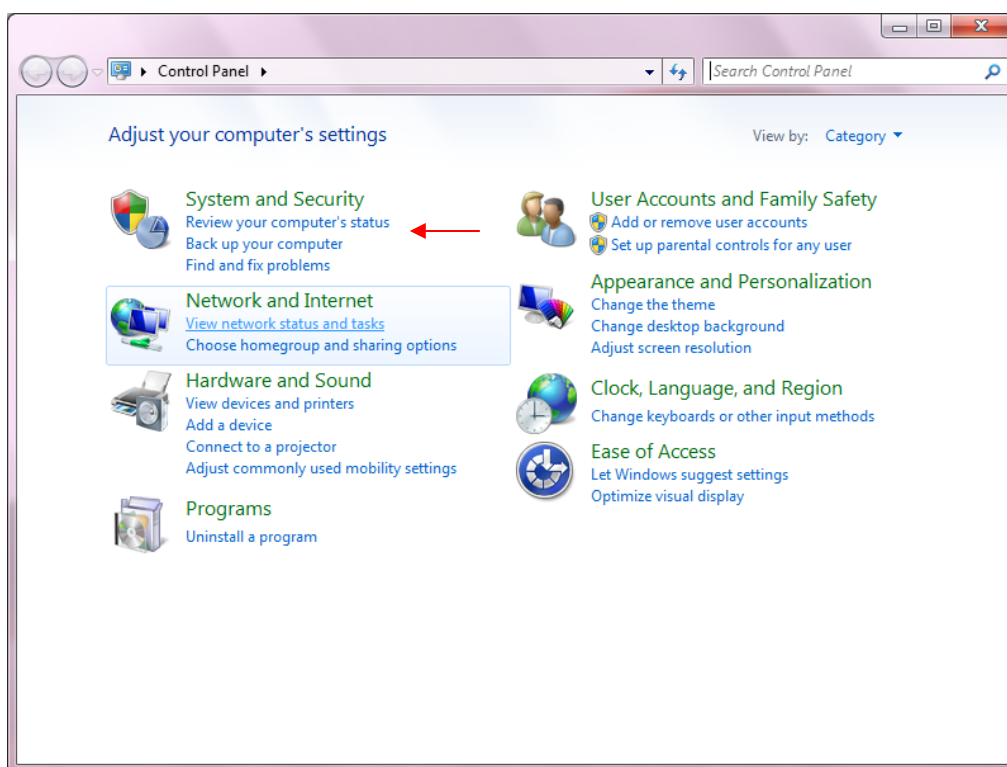 Control Panel
Search Control Panel
Adjust your computer's settings
View by: Category
System and Security
Review your computer's status
Back up your computer
Find and fix problems
Network and Internet
View network status and tasks
Choose homegroup and sharing options
Hardware and Sound
View devices and printers
Add a device
Connect to a projector
Adjust commonly used mobility settings
Programs
Uninstall a program
User Accounts and Family Safety
Add or remove user accounts
Set up parental controls for any user
Appearance and Personalization
Change the theme
Change desktop background
Adjust screen resolution
Clock, Language, and Region
Change keyboards or other input methods
Ease of Access
Let Windows suggest settings
Optimize visual display